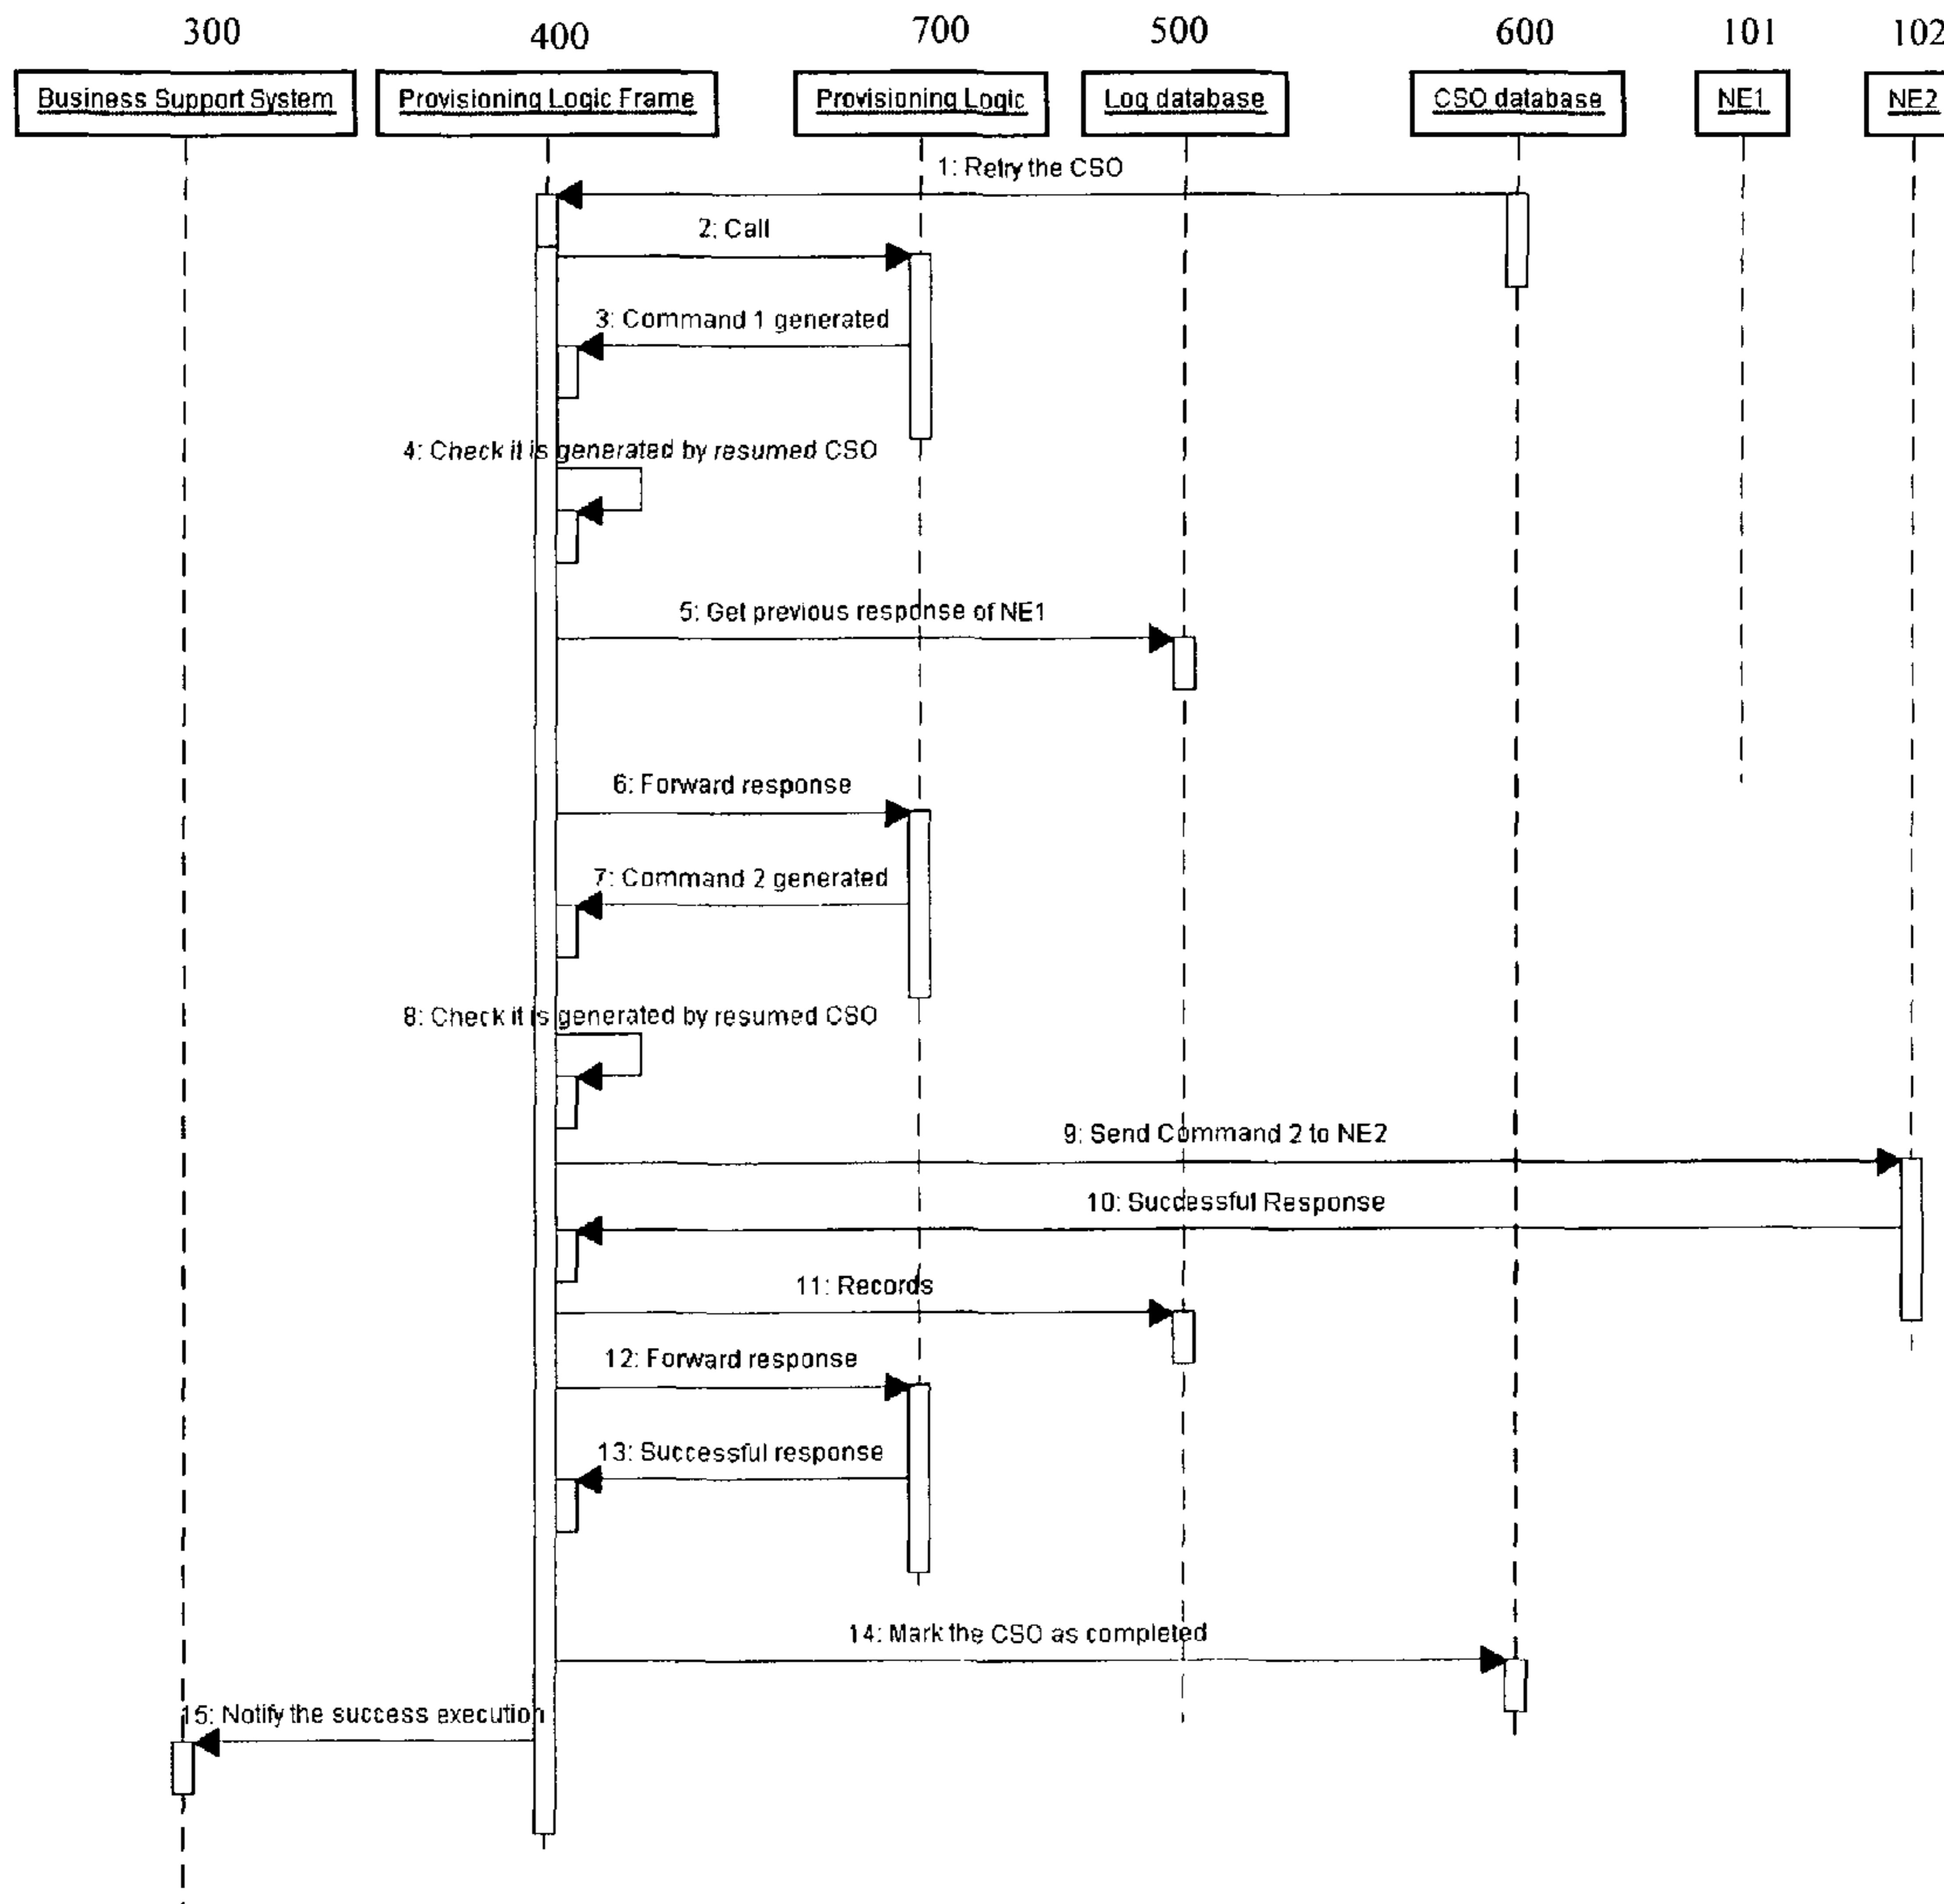 300 400 700 500 600 101 102
Business Support System Provisioning Logic Frame Provisioning Logic Log database CSO database NE1 NE2
1: Retry the CSO
2: Call
3: Command 1 generated
4: Check it is generated by resumed CSO
5: Get previous response of NE1
6: Forward response
7: Command 2 generated
8: Check it is generated by resumed CSO
9: Send Command 2 to NE2
10: Successful Response
11: Records
12: Forward response
13: Successful response
14: Mark the CSO as completed
15: Notify the success execution